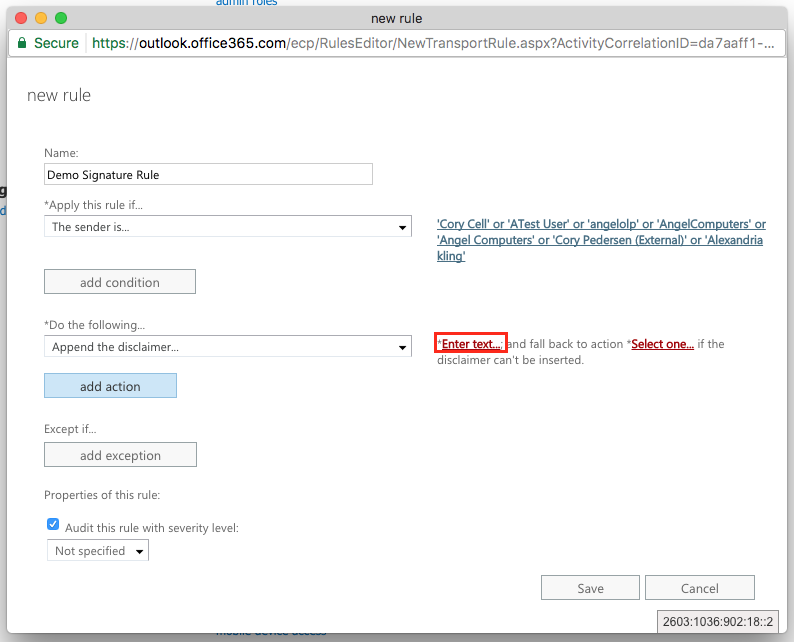 admin roles
new rule
Secure https://outlook.office365.com/ecp/RulesEditor/NewTransportRule.aspx?ActivityCorrelationID=da7aaff1-...
new rule
Name:
Demo Signature Rule
*Apply this rule if...
The sender is...
'Cory Cell' or 'ATest User' or 'angelolp' or 'AngelComputers' or
'Angel Computers' or 'Cory Pedersen (External)' or 'Alexandria
kling'
add condition
*Do the following...
Append the disclaimer...
*Enter text... and fall back to action *Select one... if the
disclaimer can't be inserted.
add action
Except if...
add exception
Properties of this rule:
Audit this rule with severity level:
Not specified
Save Cancel
2603:1036:902:18::2
mobile device access